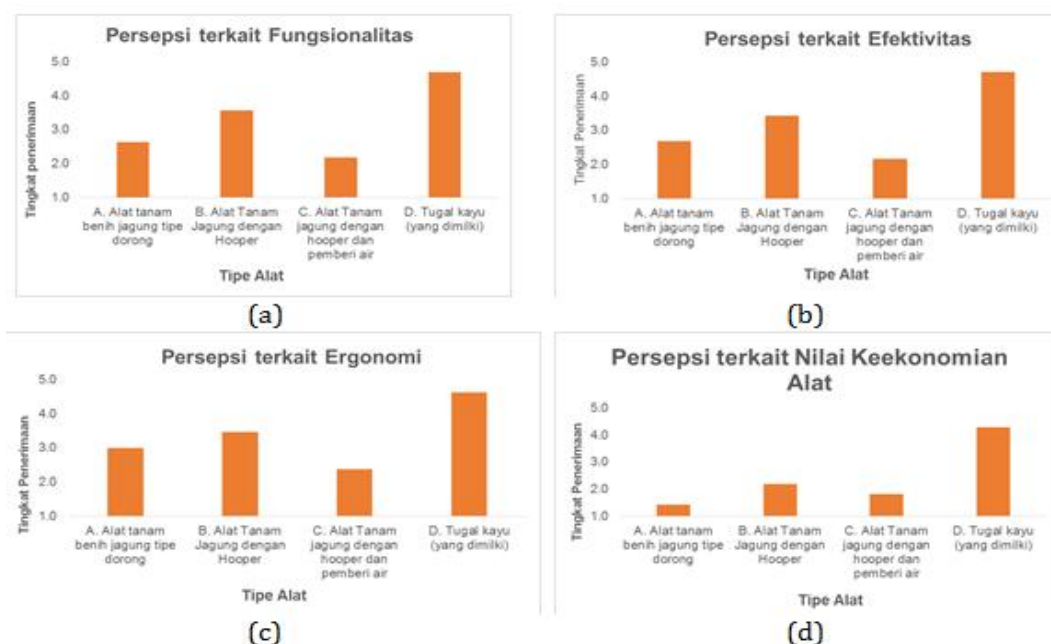 Persepsi terkait Fungsionalitas
Tingkat penerimaan
5.0
4.0
3.0
2.0
1.0
A. Alat tanam
benih jagung tipe
dorong
B. Alat Tanam
Jagung dengan
Hooper
C. Alat Tanam
jagung dengan
hooper dan
pemberi air
D. Tugal kayu
(yang dimilki)
Tipe Alat
(a)
Persepsi terkait Efektivitas
Tingkat Penerimaan
5.0
4.0
3.0
2.0
1.0
A. Alat tanam
benih jagung tipe
dorong
B. Alat Tanam
Jagung dengan
Hooper
C. Alat Tanam
jagung dengan
hooper dan
pemberi air
D. Tugal kayu
(yang dimilki)
Tipe Alat
(b)
Persepsi terkait Ergonomi
Tingkat Penerimaan
5.0
4.0
3.0
2.0
1.0
A. Alat tanam
benih jagung tipe
dorong
B. Alat Tanam
Jagung dengan
Hooper
C. Alat Tanam
jagung dengan
hooper dan
pemberi air
D. Tugal kayu
(yang dimilki)
Tipe Alat
(c)
Persepsi terkait Nilai Keekonomian
Alat
Tingkat Penerimaan
5.0
4.0
3.0
2.0
1.0
A. Alat tanam
benih jagung tipe
dorong
B. Alat Tanam
Jagung dengan
Hooper
C. Alat Tanam
jagung dengan
hooper dan
pemberi air
D. Tugal kayu
(yang dimilki)
Tipe Alat
(d)